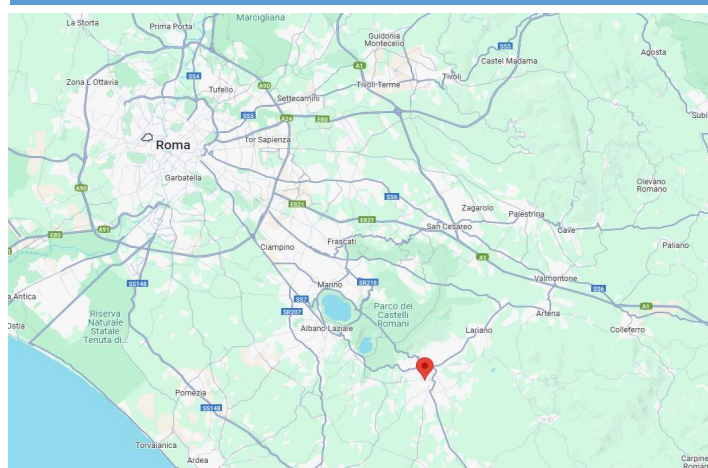 Marcigliana
La Storta
Prima Porta
Guidonia
Montecelio
A1
SS5
Agosta
Castel Madama
Zona L Ottavia
SS4
A90
Tivoli
Tufello
Settecamini
Tivoli Terme
Subi
SS5
A24
E80
Roma
Tor Sapienza
Garbatella
Olevano
Romano
A90
SS6
E821
Zagarolo
Palestrina
E80
A91
E821
San Cesareo
Cave
Ciampino
Frascati
Paliano
A1
SS148
Marino
SR218
Valmontone
SS6
a Antica
SS7
Parco dei
Castelli
Romani
Artena
A1
Ostia
Riserva
Naturale
Statale
Tenuta di...
SR207
Albano Laziale
Lariano
Colleferro
Pomezia
SS148
Torvaianica
Ardea
Carpine
Roman